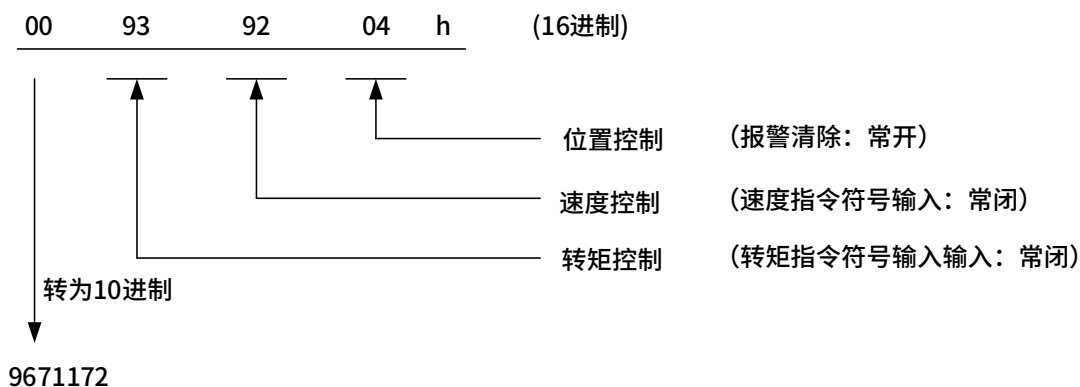 00 93 92 04 h (16进制)
位置控制 （报警清除：常开）
速度控制 （速度指令符号输入：常闭）
转矩控制 （转矩指令符号输入输入：常闭）
转为10进制
9671172